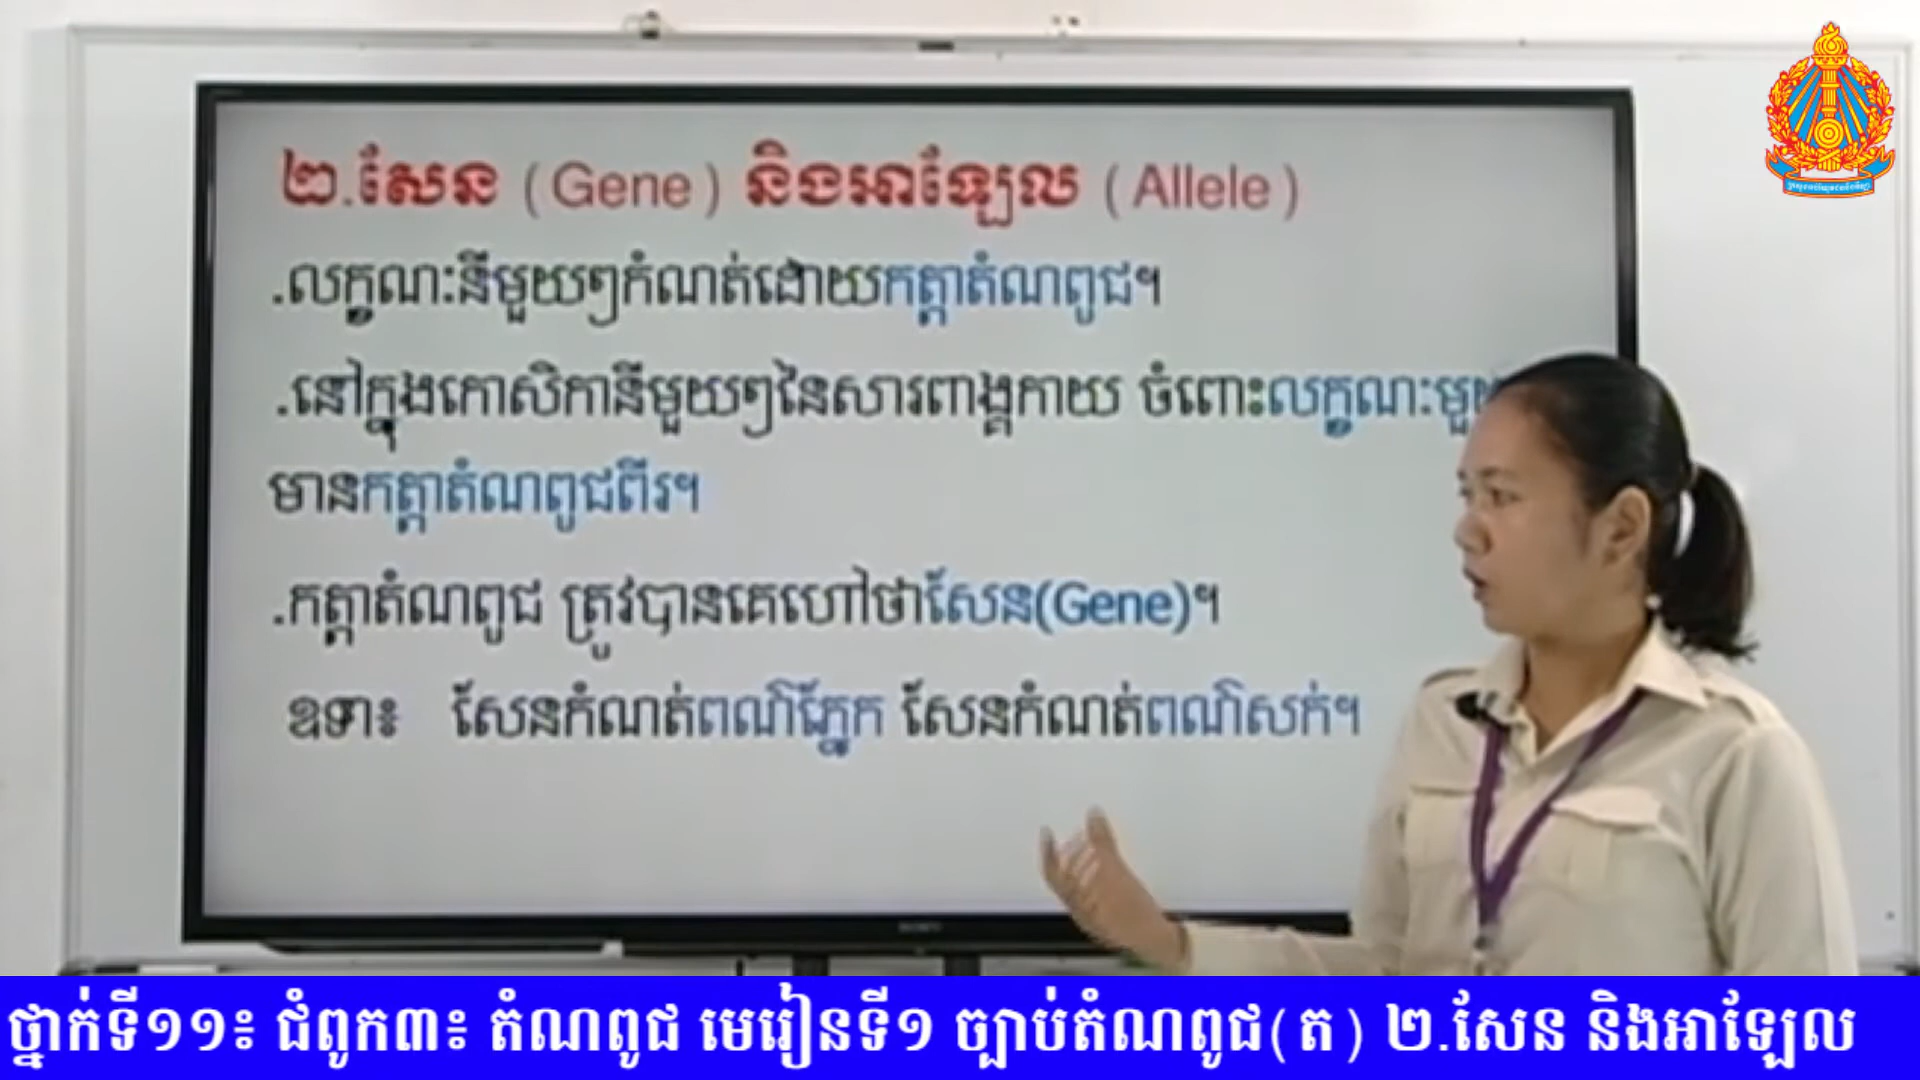 ២.សែន (Gene) និងអាឡែល (Allele)
.លក្ខណៈនីមួយៗកំណត់ដោយកត្តាតំណពូជ។
.នៅក្នុងកោសិកានីមួយៗនៃសារពាង្គកាយ ចំពោះលក្ខណៈមួយ
មានកត្តាតំណពូជពីរ។
.កត្តាតំណពូជ ត្រូវបានគេហៅថាសែន(Gene)។
ឧទាៈ សែនកំណត់ពណ៌ភ្នែក សែនកំណត់ពណ៌សក់។
ថ្នាក់ទី១១៖ ជំពូក៣៖ តំណពូជ មេរៀនទី១ ច្បាប់តំណពូជ(ត) ២.សែន និងអាឡែល